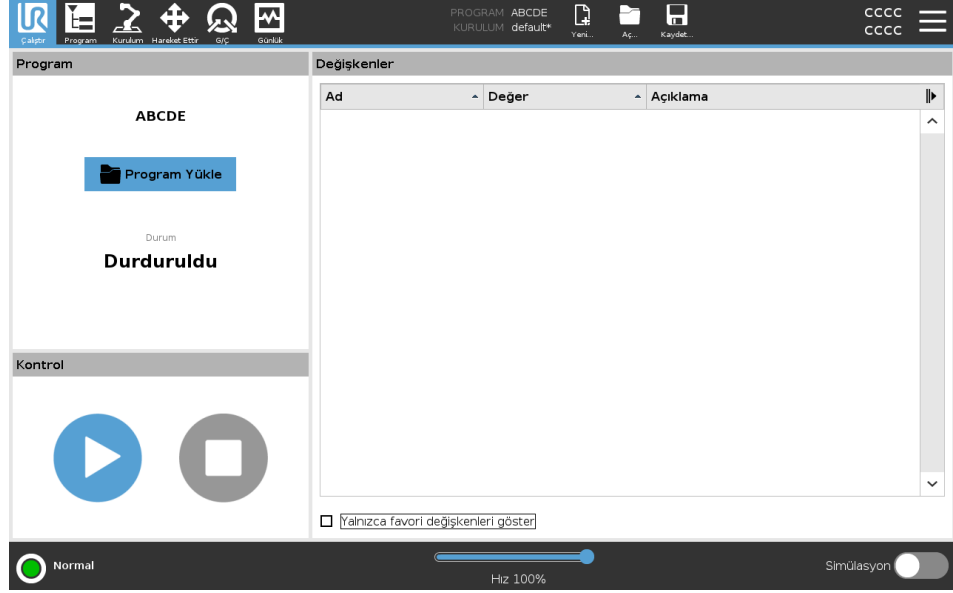 PROGRAM ABCDE
KURULUM default*
CCCC
CCCC
Çalıştır Program Kurulum Hareket Ettir G/Ç Günlük
Yeni... Aç... Kaydet...
Program
Değişkenler
Ad Değer Açıklama
ABCDE
Program Yükle
Durum
Durduruldu
Kontrol
Yalnızca favori değişkenleri göster
Normal
Hız 100%
Simülasyon